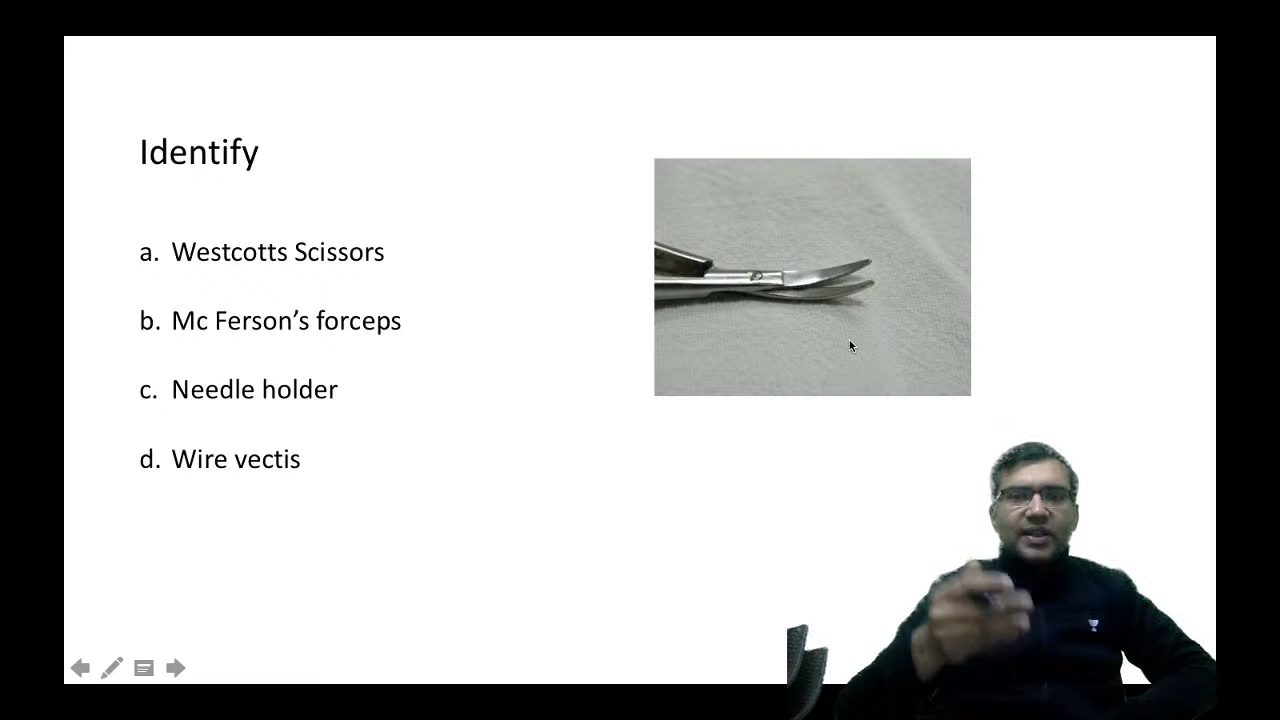 Identify
a. Westcotts Scissors
b. Mc Ferson’s forceps
c. Needle holder
d. Wire vectis